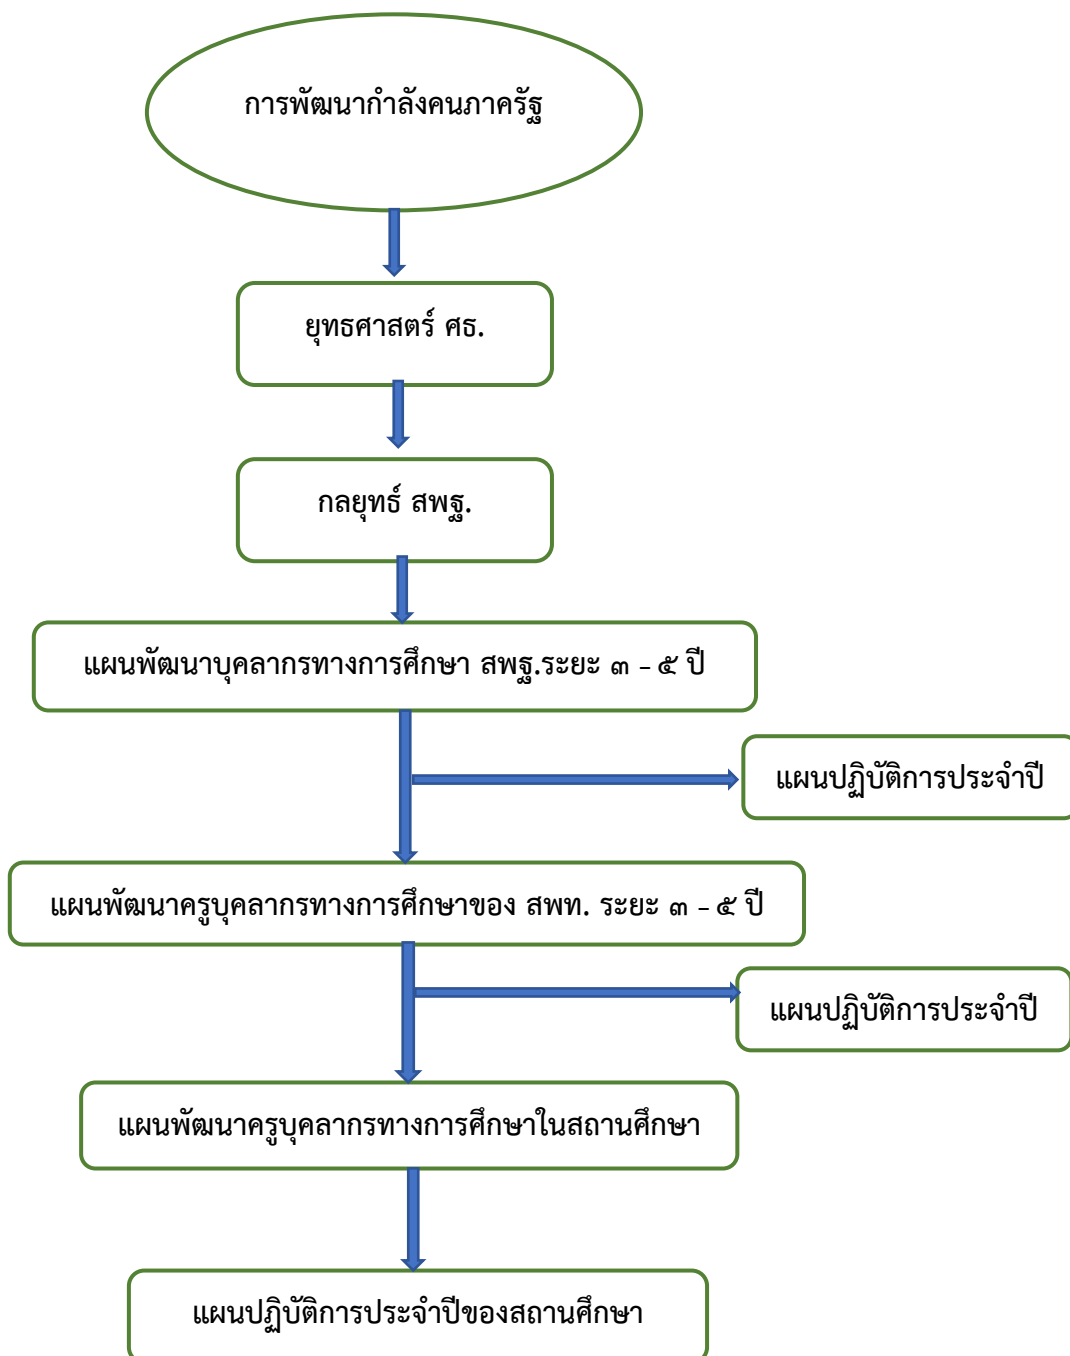 การพัฒนากำลังคนภาครัฐ
ยุทธศาสตร์ ศธ.
กลยุทธ์ สพฐ.
แผนพัฒนาบุคลากรทางการศึกษา สพฐ.ระยะ ๓ - ๕ ปี
แผนปฏิบัติการประจำปี
แผนพัฒนาครูบุคลากรทางการศึกษาของ สพท. ระยะ ๓ - ๕ ปี
แผนปฏิบัติการประจำปี
แผนพัฒนาครูบุคลากรทางการศึกษาในสถานศึกษา
แผนปฏิบัติการประจำปีของสถานศึกษา